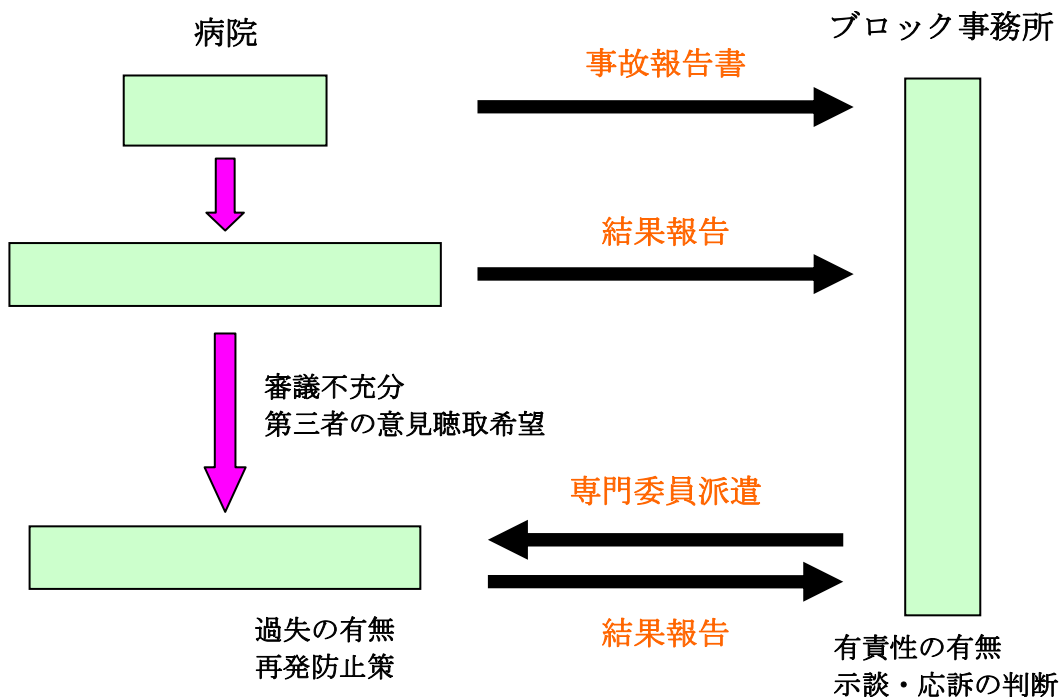 病院
ブロック事務所
事故報告書
結果報告
審議不充分
第三者の意見聴取希望
専門委員派遣
結果報告
過失の有無
再発防止策
有責性の有無
示談・応訴の判断